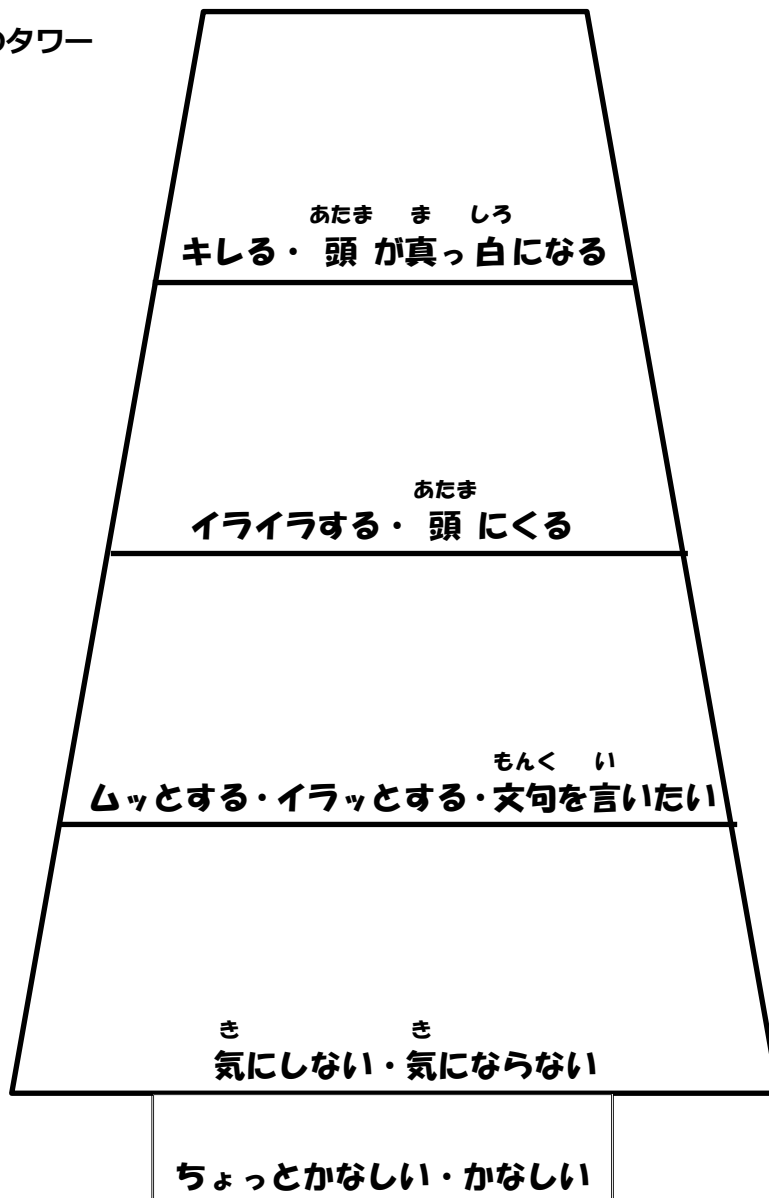 のタワー
あたま ま しろ
キレる・頭が真っ白になる
あたま
イライラする・頭にくる
もんく い
ムッとする・イラッとする・文句を言いたい
き き
気にしない・気にならない
ちょっとかなしい・かなしい